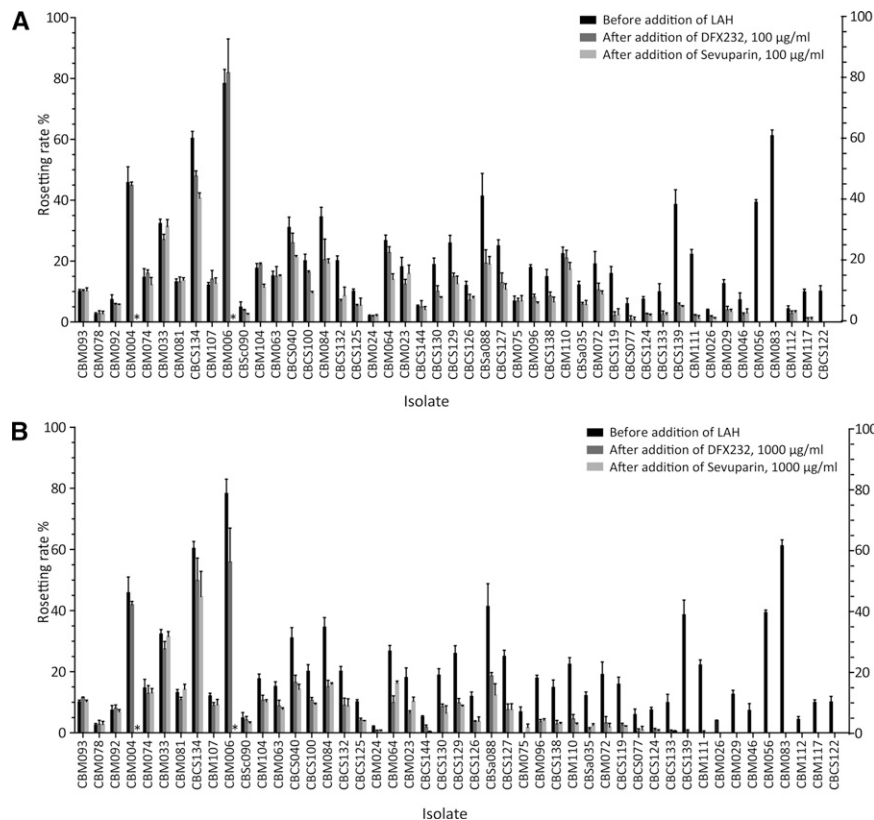 A
100
80
60
40
20
0
Rosetting rate %
100
80
60
40
20
0
Before addition of LAH
After addition of DFX232, 100 µg/ml
After addition of Sevuparin, 100 µg/ml
* *
CBM093 CBM078 CBM092 CBM004 CBM074 CBM033 CBM081 CBCS134 CBM107 CBM006 CBSc090 CBM104 CBM063 CBCS040 CBCS100 CBM084 CBCS132 CBCS125 CBM024 CBM064 CBM023 CBCS144 CBCS130 CBCS129 CBCS126 CBSa088 CBCS127 CBM075 CBM096 CBCS138 CBM110 CBSa035 CBM072 CBCS119 CBCS077 CBCS124 CBCS133 CBCS139 CBM111 CBM026 CBM029 CBM046 CBM056 CBM083 CBM112 CBM117 CBCS122
Isolate
B
100
80
60
40
20
0
Rosetting rate %
100
80
60
40
20
0
Before addition of LAH
After addition of DFX232, 1000 µg/ml
After addition of Sevuparin, 1000 µg/ml
* *
CBM093 CBM078 CBM092 CBM004 CBM074 CBM033 CBM081 CBCS134 CBM107 CBM006 CBSc090 CBM104 CBM063 CBCS040 CBCS100 CBM084 CBCS132 CBCS125 CBM024 CBM064 CBM023 CBCS144 CBCS130 CBCS129 CBCS126 CBSa088 CBCS127 CBM075 CBM096 CBCS138 CBM110 CBSa035 CBM072 CBCS119 CBCS077 CBCS124 CBCS133 CBCS139 CBM111 CBM026 CBM029 CBM046 CBM056 CBM083 CBM112 CBM117 CBCS122
Isolate